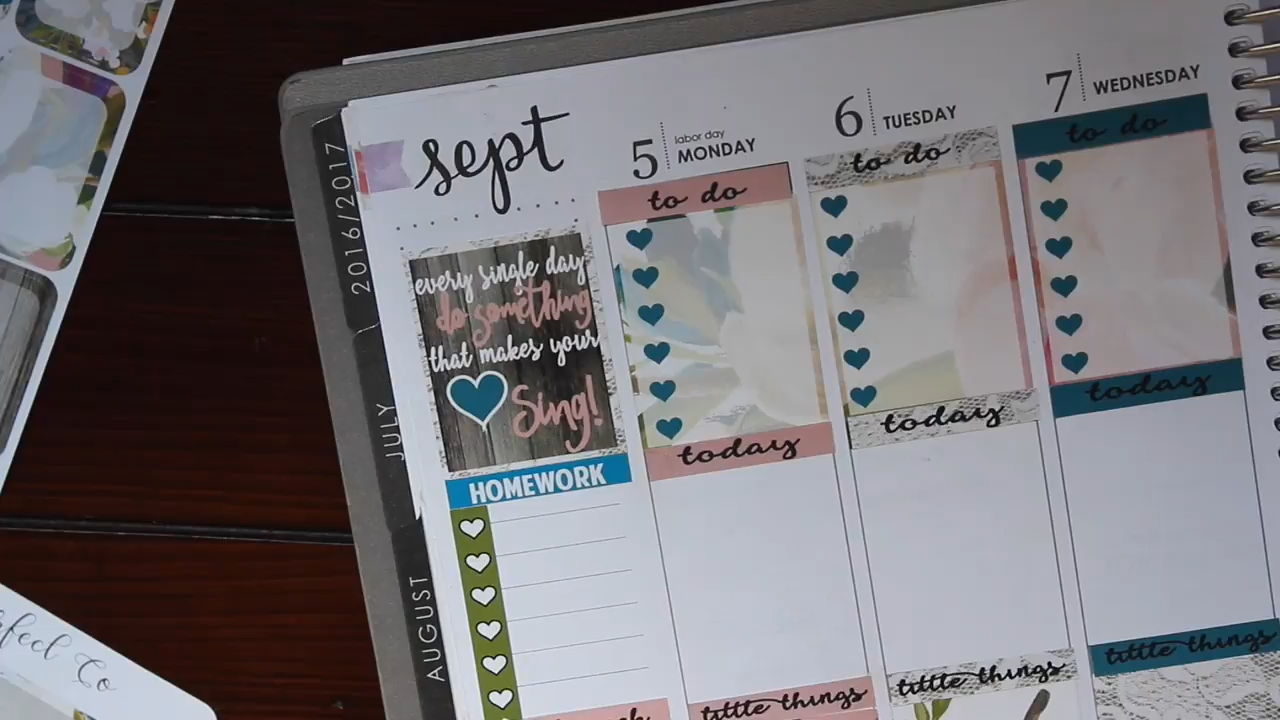 sept
5 labor day MONDAY
6 TUESDAY
7 WEDNESDAY
to do
to do
to do
every single day
do something
that makes your
Sing!
today
today
today
HOMEWORK
little things
little things
little things
2016/2017
JULY
AUGUST
Co